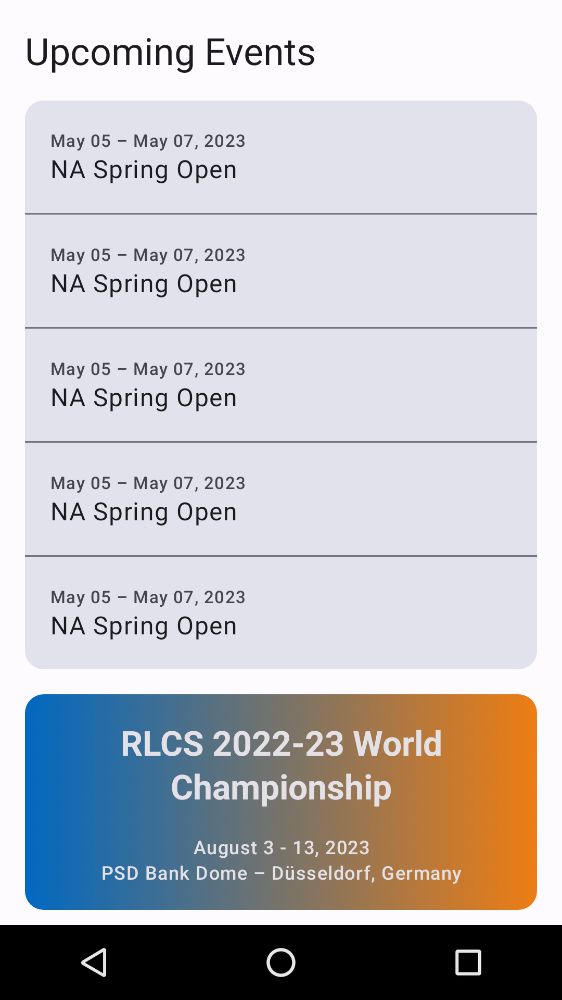 Upcoming Events
May 05 – May 07, 2023
NA Spring Open
May 05 – May 07, 2023
NA Spring Open
May 05 – May 07, 2023
NA Spring Open
May 05 – May 07, 2023
NA Spring Open
May 05 – May 07, 2023
NA Spring Open
RLCS 2022-23 World
Championship
August 3 - 13, 2023
PSD Bank Dome – Düsseldorf, Germany